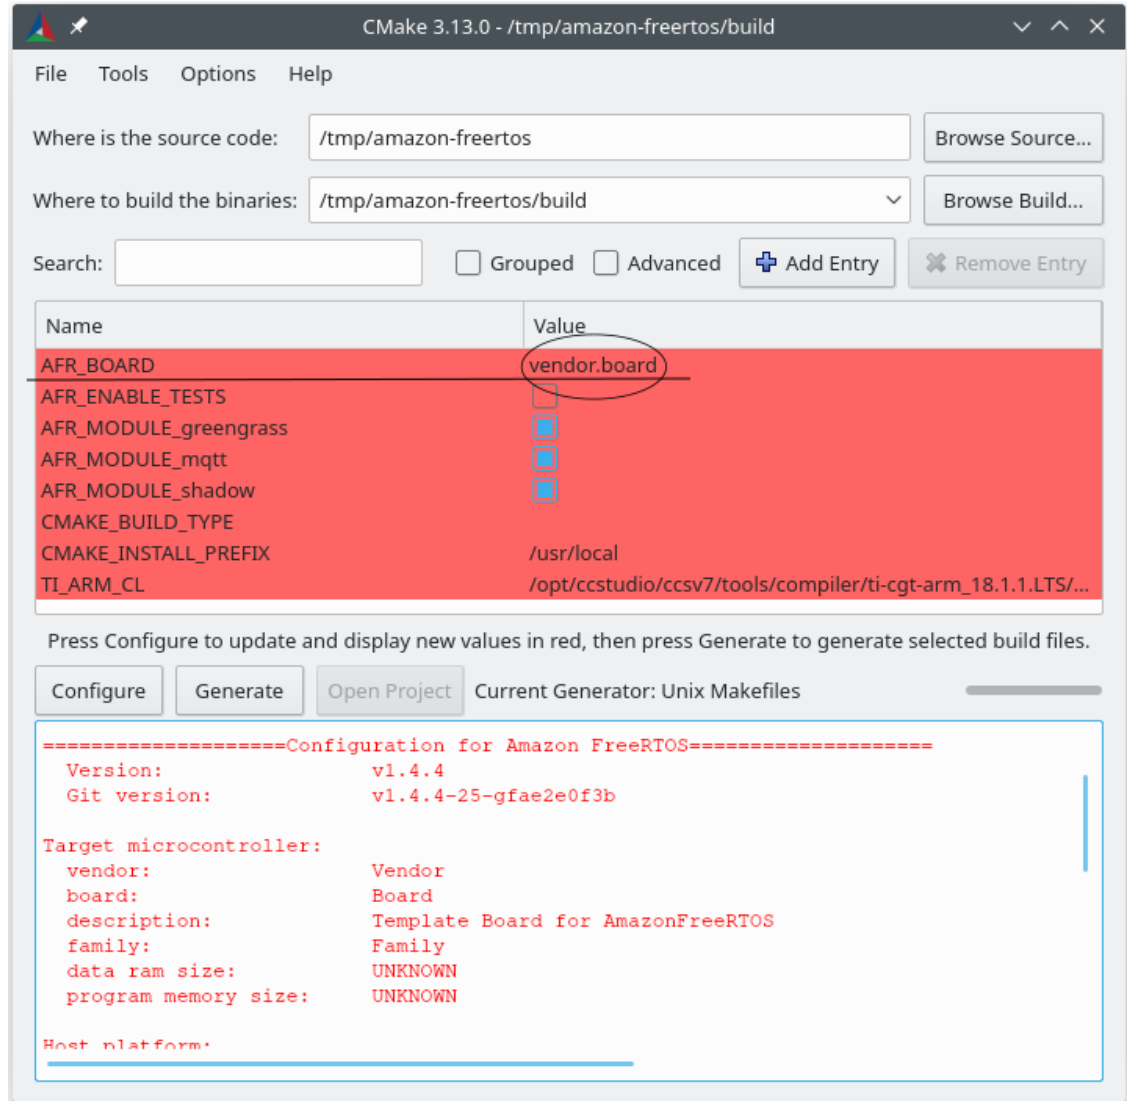 CMake 3.13.0 - /tmp/amazon-freertos/build
File Tools Options Help
Where is the source code: /tmp/amazon-freertos Browse Source...
Where to build the binaries: /tmp/amazon-freertos/build Browse Build...
Search: Grouped Advanced Add Entry Remove Entry
Name Value
AFR_BOARD vendor.board
AFR_ENABLE_TESTS
AFR_MODULE_greengrass
AFR_MODULE_mqtt
AFR_MODULE_shadow
CMAKE_BUILD_TYPE
CMAKE_INSTALL_PREFIX /usr/local
TI_ARM_CL /opt/ccstudio/ccsv7/tools/compiler/ti-cgt-arm_18.1.1.LTS/...
Press Configure to update and display new values in red, then press Generate to generate selected build files.
Configure Generate Open Project Current Generator: Unix Makefiles
====================Configuration for Amazon FreeRTOS====================
Version: v1.4.4
Git version: v1.4.4-25-gfae2e0f3b
Target microcontroller:
vendor: Vendor
board: Board
description: Template Board for AmazonFreeRTOS
family: Family
data ram size: UNKNOWN
program memory size: UNKNOWN
Host platform: